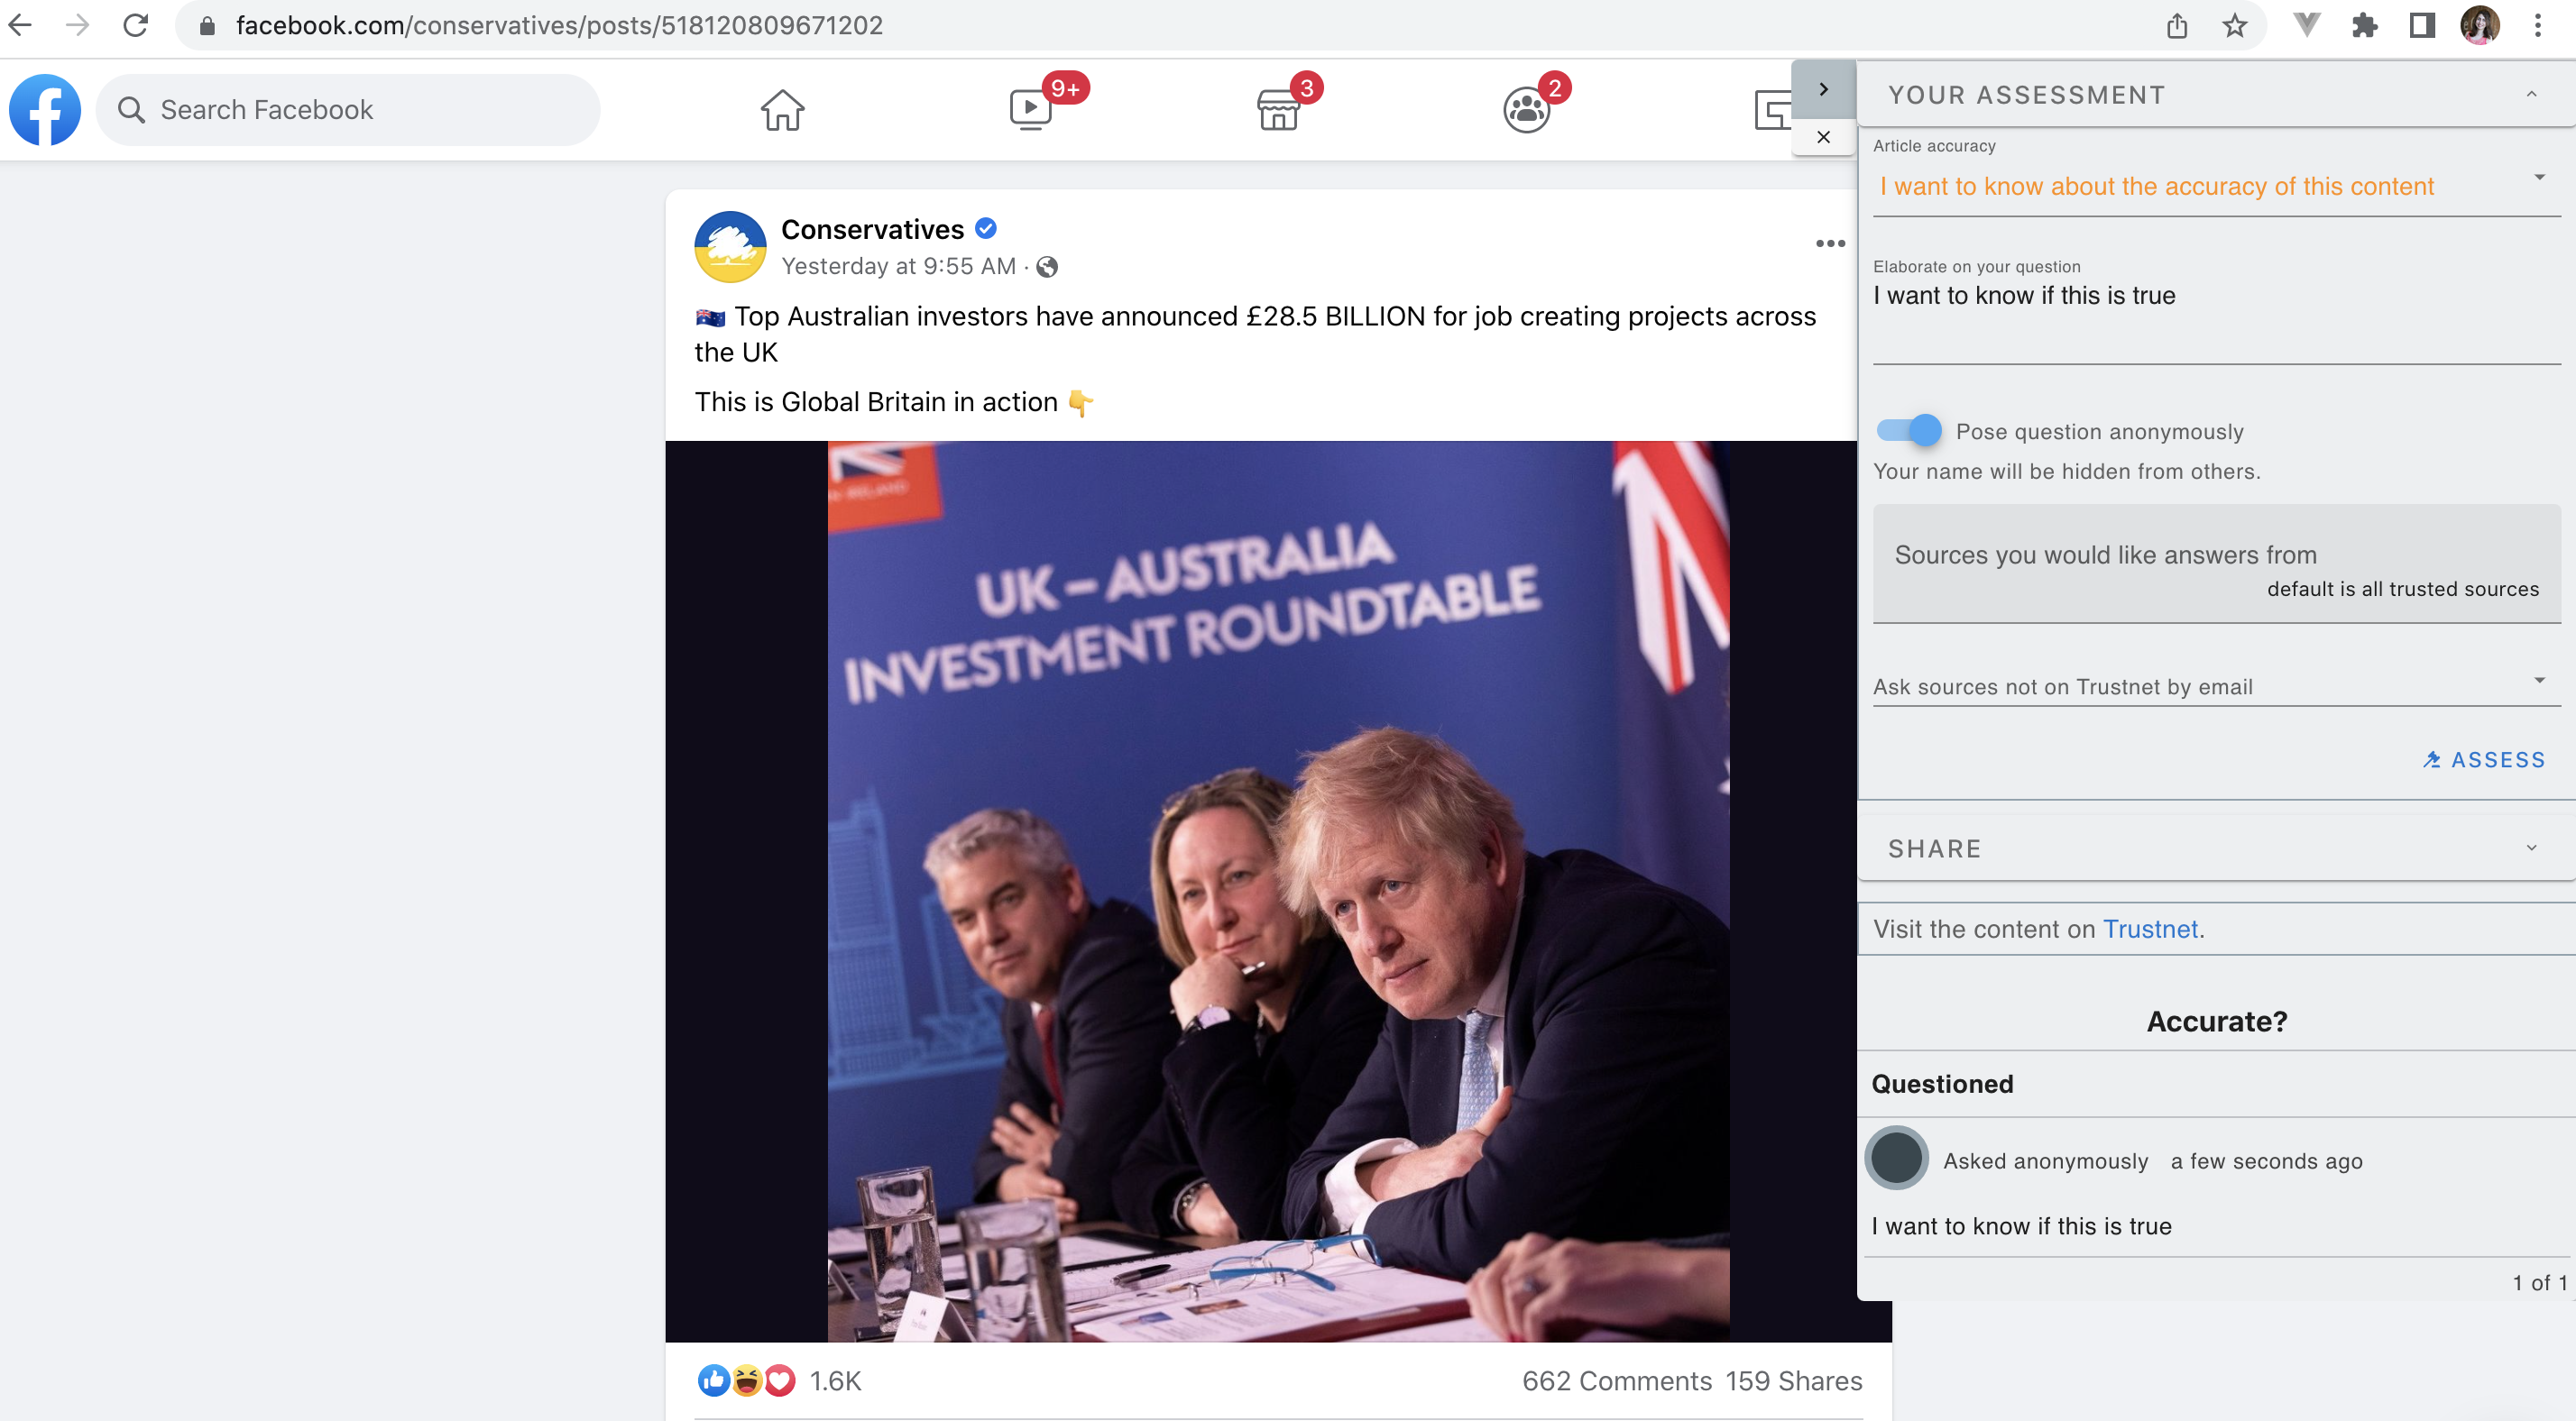 facebook.com/conservatives/posts/518120809671202
Search Facebook
9+
3
2
Conservatives
Yesterday at 9:55 AM ·
🇦🇺 Top Australian investors have announced £28.5 BILLION for job creating projects across
the UK
This is Global Britain in action 👇
IRELAND
UK – AUSTRALIA
INVESTMENT ROUNDTABLE
1.6K
662 Comments 159 Shares
YOUR ASSESSMENT
Article accuracy
I want to know about the accuracy of this content
Elaborate on your question
I want to know if this is true
Pose question anonymously
Your name will be hidden from others.
Sources you would like answers from
default is all trusted sources
Ask sources not on Trustnet by email
ASSESS
SHARE
Visit the content on Trustnet.
Accurate?
Questioned
Asked anonymously a few seconds ago
I want to know if this is true
1 of 1